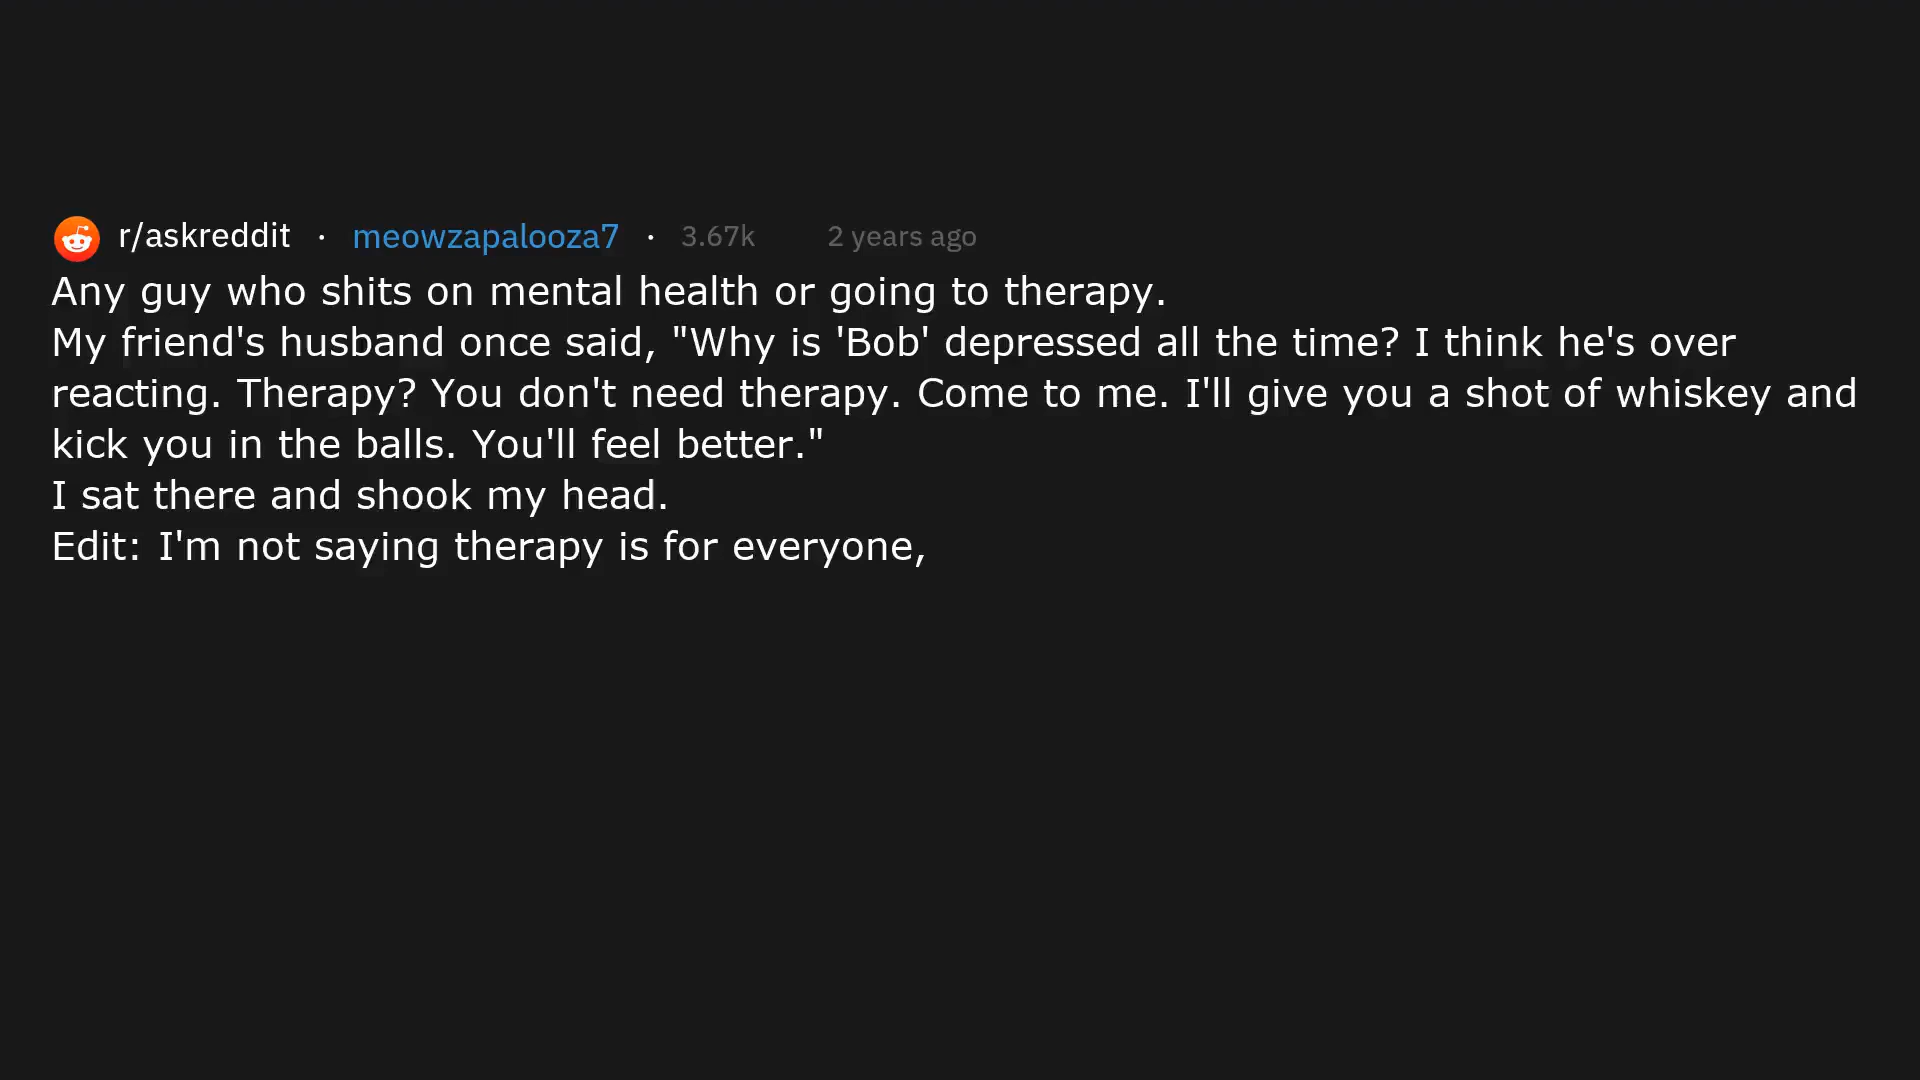 r/askreddit · meowzapalooza7 · 3.67k 2 years ago
Any guy who shits on mental health or going to therapy.
My friend's husband once said, "Why is 'Bob' depressed all the time? I think he's over
reacting. Therapy? You don't need therapy. Come to me. I'll give you a shot of whiskey and
kick you in the balls. You'll feel better."
I sat there and shook my head.
Edit: I'm not saying therapy is for everyone,